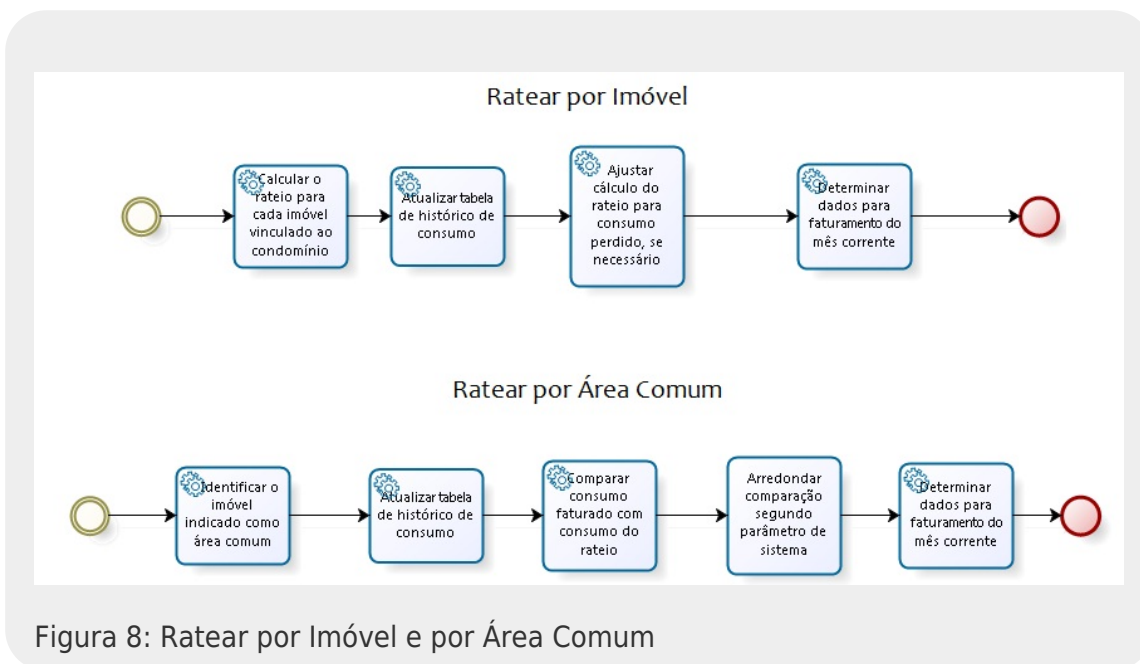 Ratear por Imóvel
Calcular o
rateio para
cada imóvel
vinculado ao
condomínio
Atualizar tabela
de histórico de
consumo
Ajustar
cálculo do
rateio para
consumo
perdido, se
necessário
Determinar
dados para
faturamento do
mês corrente
Ratear por Área Comum
Identificar o
imóvel
indicado como
área comum
Atualizar tabela
de histórico de
consumo
Comparar
consumo
faturado com
consumo do
rateio
Arredondar
comparação
segundo
parâmetro de
sistema
Determinar
dados para
faturamento do
mês corrente
Figura 8: Ratear por Imóvel e por Área Comum